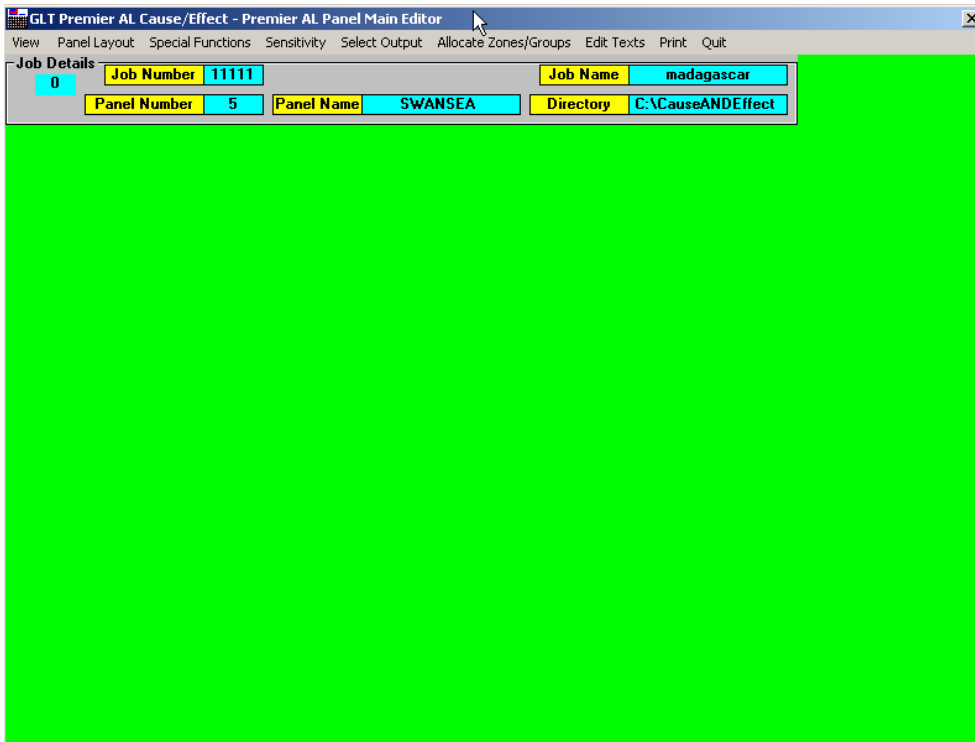 GLT Premier AL Cause/Effect - Premier AL Panel Main Editor
View Panel Layout Special Functions Sensitivity Select Output Allocate Zones/Groups Edit Texts Print Quit
Job Details
0 Job Number 11111 Job Name madagascar
Panel Number 5 Panel Name SWANSEA Directory C:\CauseANDEffect